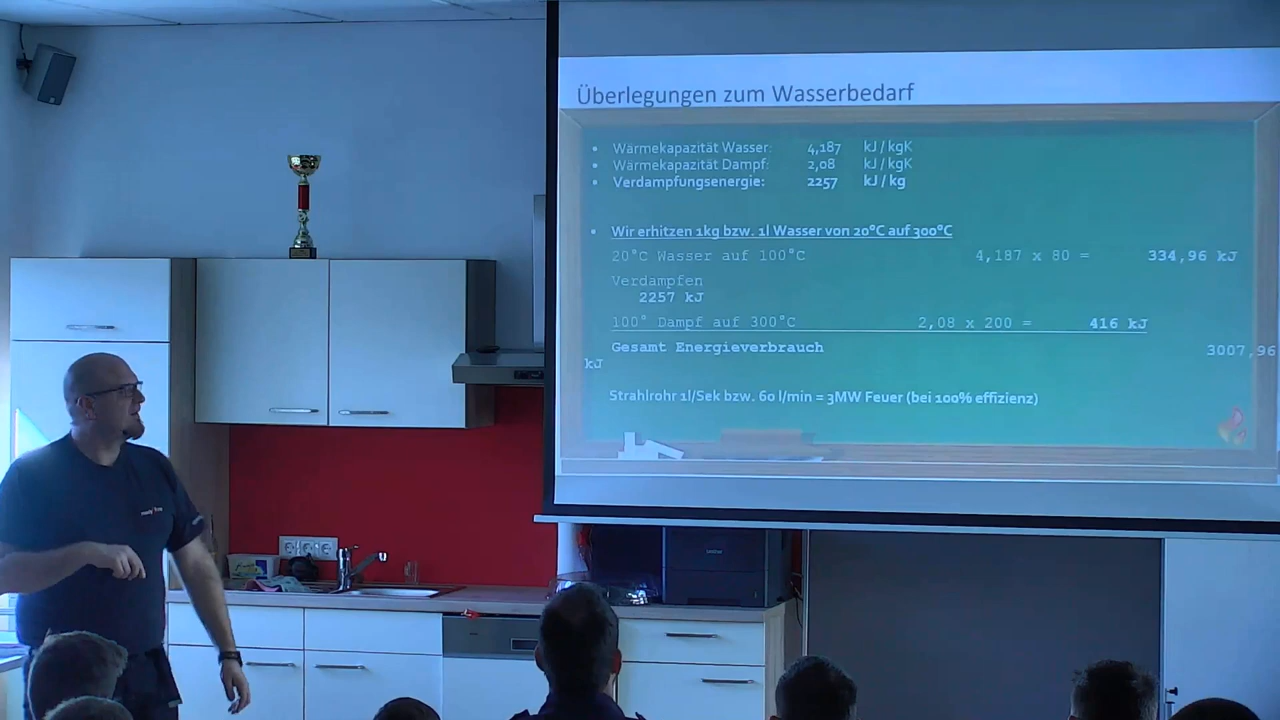 Überlegungen zum Wasserbedarf
• Wärmekapazität Wasser: 4,187 kJ / kgK
• Wärmekapazität Dampf: 2,08 kJ / kgK
• Verdampfungsenergie: 2257 kJ / kg
• Wir erhitzen 1kg bzw. 1l Wasser von 20°C auf 300°C
20°C Wasser auf 100°C 4,187 x 80 = 334,96 kJ
Verdampfen
2257 kJ
100° Dampf auf 300°C 2,08 x 200 = 416 kJ
Gesamt Energieverbrauch 3007,96
kJ
Strahlrohr 1l/Sek bzw. 60 l/min = 3MW Feuer (bei 100% effizienz)
brother